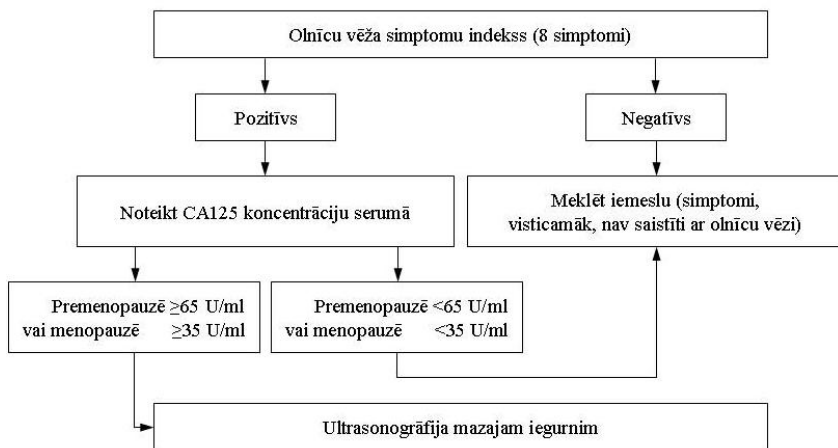 Olnīcu vēža simptomu indekss (8 simptomi)
Pozitīvs
Negatīvs
Noteikt CA125 koncentrāciju serumā
Meklēt iemeslu (simptomi,
visticamāk, nav saistīti ar olnīcu vēzi)
Premenopauzē ≥65 U/ml
vai menopauzē ≥35 U/ml
Premenopauzē <65 U/ml
vai menopauzē <35 U/ml
Ultrasonogrāfija mazajam iegurnim